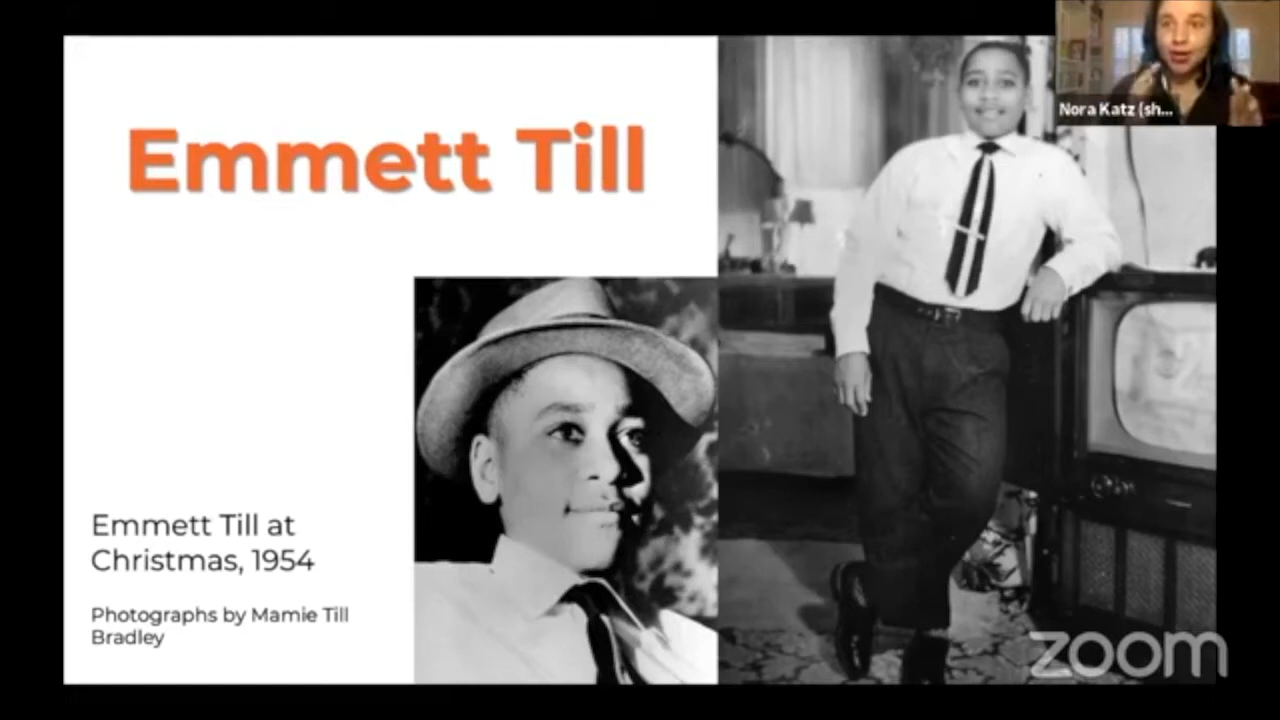 Emmett Till
Nora Katz (sh...
Emmett Till at
Christmas, 1954
Photographs by Mamie Till
Bradley
zoom